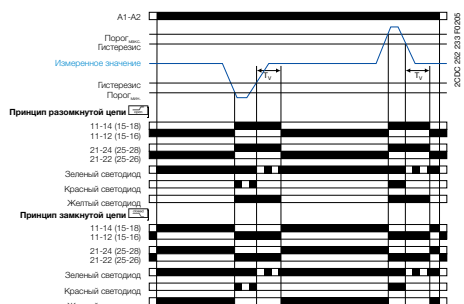 A1-A2
Порог макс.
Гистерезис
Измеренное значение
Tv
Tv
Гистерезис
Порог мин.
Принцип разомкнутой цепи
11-14 (15-18)
11-12 (15-16)
21-24 (25-28)
21-22 (25-26)
Зеленый светодиод
Красный светодиод
Желтый светодиод
Принцип замкнутой цепи
11-14 (15-18)
11-12 (15-16)
21-24 (25-28)
21-22 (25-26)
Зеленый светодиод
Красный светодиод
2CDC 252 233 F0205